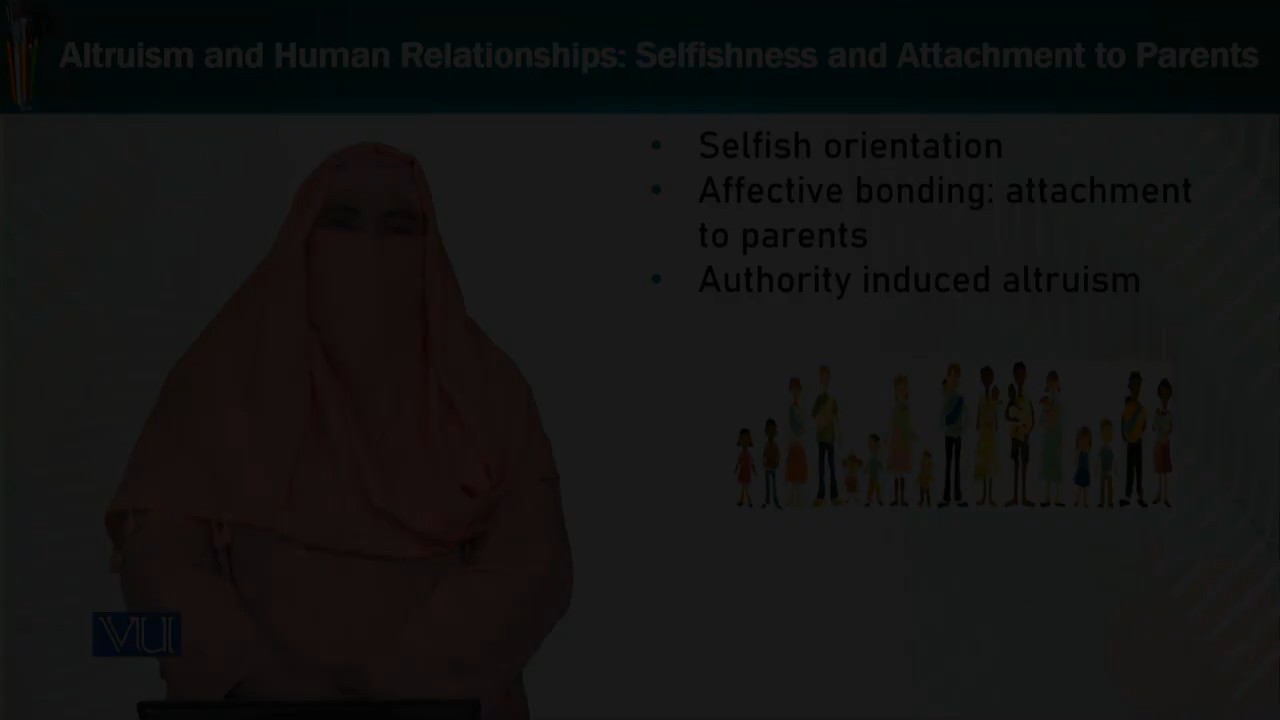 Altruism and Human Relationships: Selfishness and Attachment to Parents
• Selfish orientation
• Affective bonding: attachment
to parents
• Authority induced altruism
VU